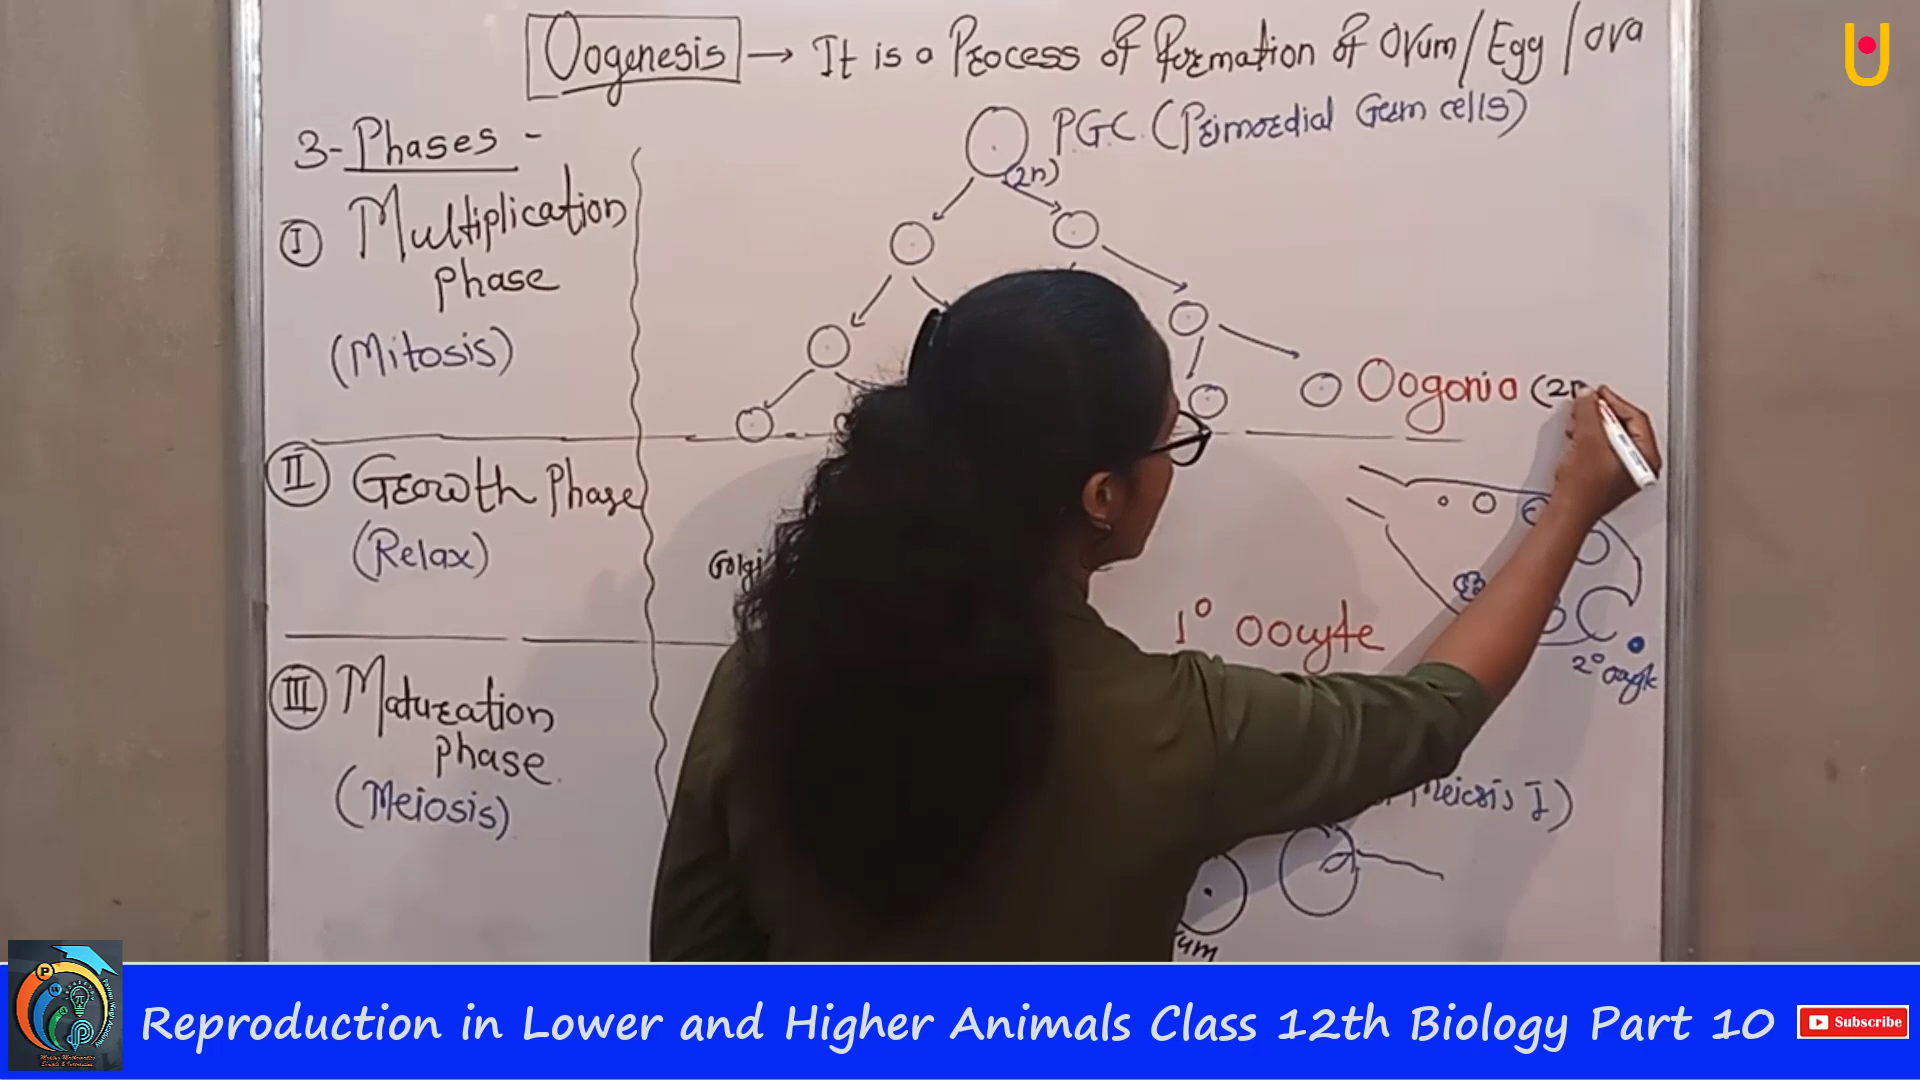 Oogenesis → It is a Process of formation of Ovum/Egg/ova
P.G.C. (Primordial Germ cells)
(2n)
3-Phases -
I Multiplication
phase
(Mitosis)
Oogonia (2n
II Growth Phase
(Relax)
Golgi
1° Oocyte
2° oocyte
III Maturation
phase
(Meiosis)
Meiosis I)
Reproduction in Lower and Higher Animals Class 12th Biology Part 10
Subscribe